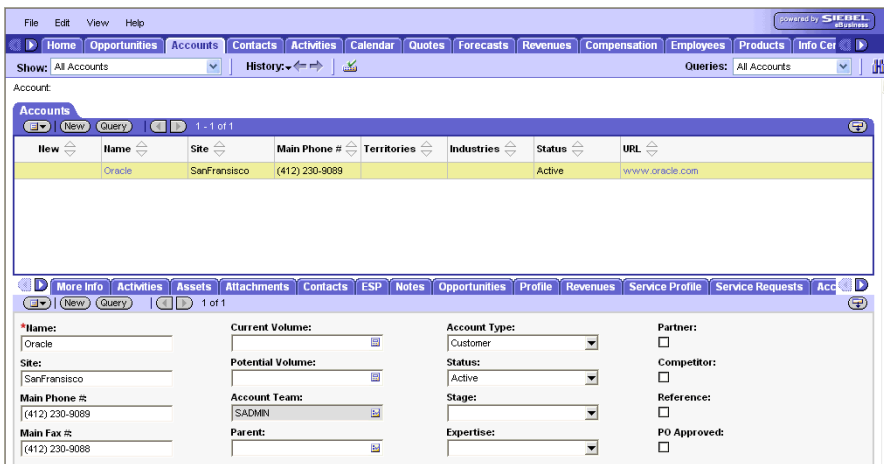 File Edit View Help powered by SIEBEL eBusiness
Home Opportunities Accounts Contacts Activities Calendar Quotes Forecasts Revenues Compensation Employees Products Info Cer
Show: All Accounts History: Queries: All Accounts
Account:
Accounts
New Query 1 - 1 of 1
New Name Site Main Phone # Territories Industries Status URL
Oracle SanFransisco (412) 230-9089 Active www.oracle.com
More Info Activities Assets Attachments Contacts ESP Notes Opportunities Profile Revenues Service Profile Service Requests Acc
New Query 1 of 1
*Name: Current Volume: Account Type: Partner:
Oracle Customer
Site: Potential Volume: Status: Competitor:
SanFransisco Active
Main Phone #: Account Team: Stage: Reference:
(412) 230-9089 SADMIN
Main Fax #: Parent: Expertise: PO Approved:
(412) 230-9088